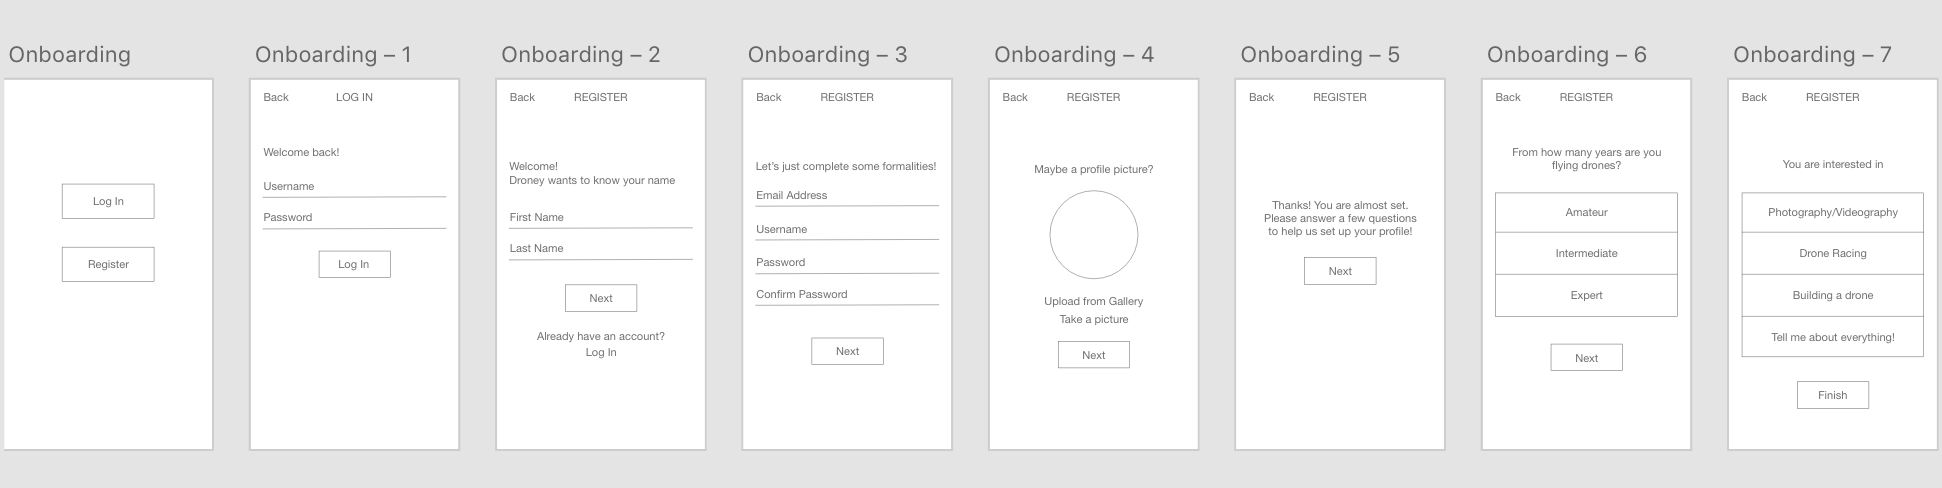 Onboarding
Log In
Register
Onboarding – 1
Back
LOG IN
Welcome back!
Username
Password
Log In
Onboarding – 2
Back
REGISTER
Welcome!
Droney wants to know your name
First Name
Last Name
Next
Already have an account?
Log In
Onboarding – 3
Back
REGISTER
Let’s just complete some formalities!
Email Address
Username
Password
Confirm Password
Next
Onboarding – 4
Back
REGISTER
Maybe a profile picture?
Upload from Gallery
Take a picture
Next
Onboarding – 5
Back
REGISTER
Thanks! You are almost set.
Please answer a few questions
to help us set up your profile!
Next
Onboarding – 6
Back
REGISTER
From how many years are you
flying drones?
Amateur
Intermediate
Expert
Next
Onboarding – 7
Back
REGISTER
You are interested in
Photography/Videography
Drone Racing
Building a drone
Tell me about everything!
Finish